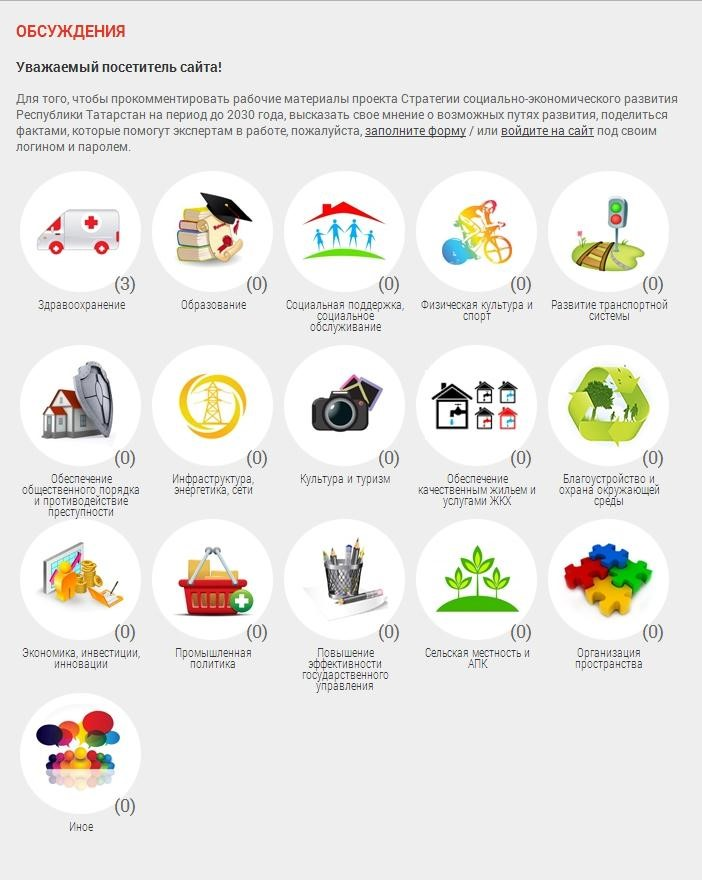 ОБСУЖДЕНИЯ
Уважаемый посетитель сайта!
Для того, чтобы прокомментировать рабочие материалы проекта Стратегии социально-экономического развития
Республики Татарстан на период до 2030 года, высказать свое мнение о возможных путях развития, поделиться
фактами, которые помогут экспертам в работе, пожалуйста, заполните форму / или войдите на сайт под своим
логином и паролем.
(3)
Здравоохранение
(0)
Образование
(0)
Социальная поддержка,
социальное
обслуживание
(0)
Физическая культура и
спорт
(0)
Развитие транспортной
системы
(0)
Обеспечение
общественного порядка
и противодействие
преступности
(0)
Инфраструктура,
энергетика, сети
(0)
Культура и туризм
(0)
Обеспечение
качественным жильем и
услугами ЖКХ
(0)
Благоустройство и
охрана окружающей
среды
(0)
Экономика, инвестиции,
инновации
(0)
Промышленная
политика
(0)
Повышение
эффективности
государственного
управления
(0)
Сельская местность и
АПК
(0)
Организация
пространства
(0)
Иное